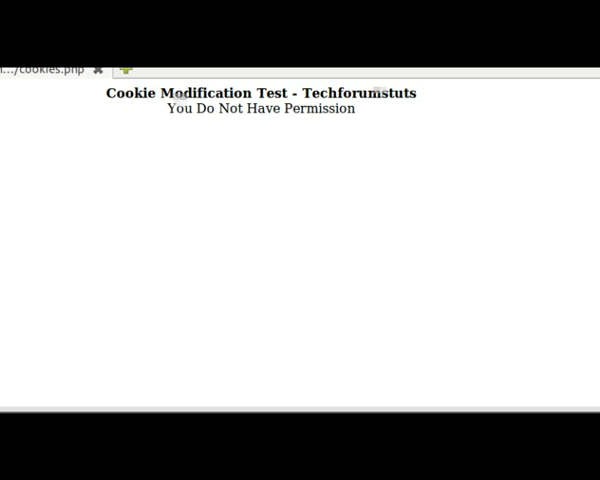 .../cookies.php
Cookie Modification Test - Techforumstuts
You Do Not Have Permission